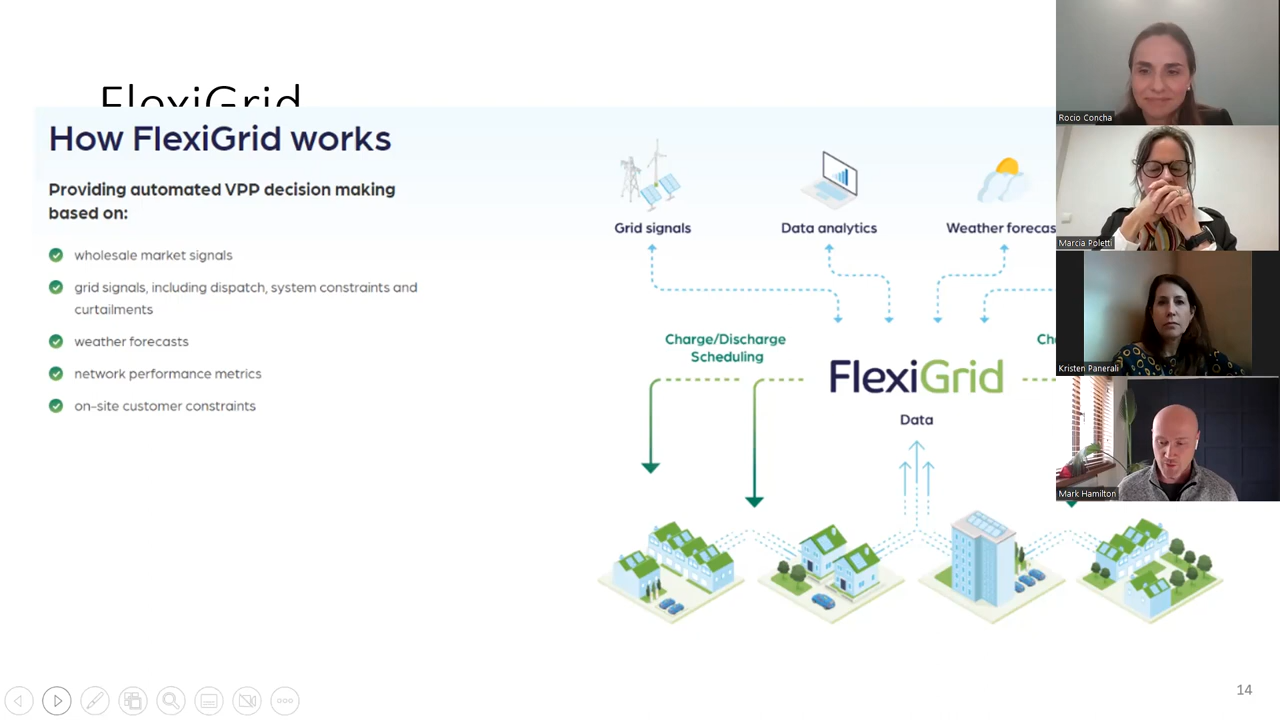 FlexiGrid
How FlexiGrid works
Providing automated VPP decision making
based on:
wholesale market signals
grid signals, including dispatch, system constraints and
curtailments
weather forecasts
network performance metrics
on-site customer constraints
Grid signals
Data analytics
Weather forecas
Charge/Discharge
Scheduling
Ch
FlexiGrid
Data
Rocio Concha
Marcia Poletti
Kristen Panerali
Mark Hamilton
14